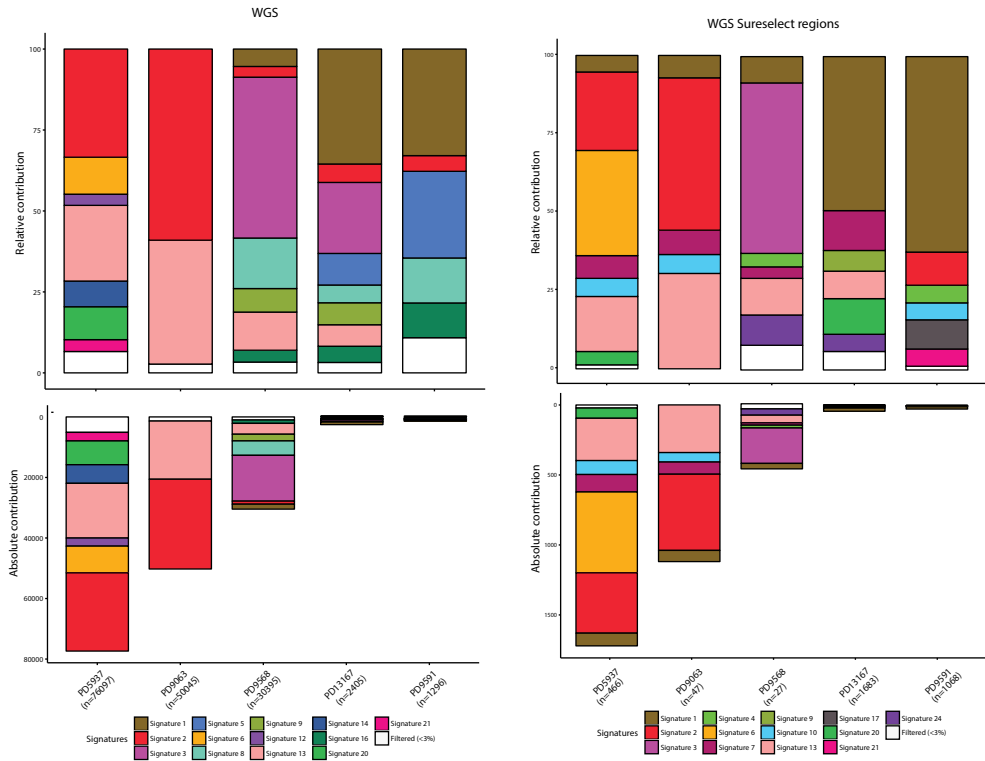 WGS
100
75
50
25
0
Relative contribution
0
20000
40000
60000
80000
Absolute contribution
PD5937
(n=76097)
PD9063
(n=50045)
PD9568
(n=30395)
PD13167
(n=2405)
PD9591
(n=1296)
Signatures
Signature 1 Signature 5 Signature 9 Signature 14 Signature 21
Signature 2 Signature 6 Signature 12 Signature 16 Filtered (<3%)
Signature 3 Signature 8 Signature 13 Signature 20
WGS Sureselect regions
100
75
50
25
0
Relative contribution
0
500
1000
1500
Absolute contribution
PD5937
(n=466)
PD9063
(n=47)
PD9568
(n=27)
PD13167
(n=1683)
PD9591
(n=1068)
Signatures
Signature 1 Signature 4 Signature 9 Signature 17 Signature 24
Signature 2 Signature 6 Signature 10 Signature 20 Filtered (<3%)
Signature 3 Signature 7 Signature 13 Signature 21